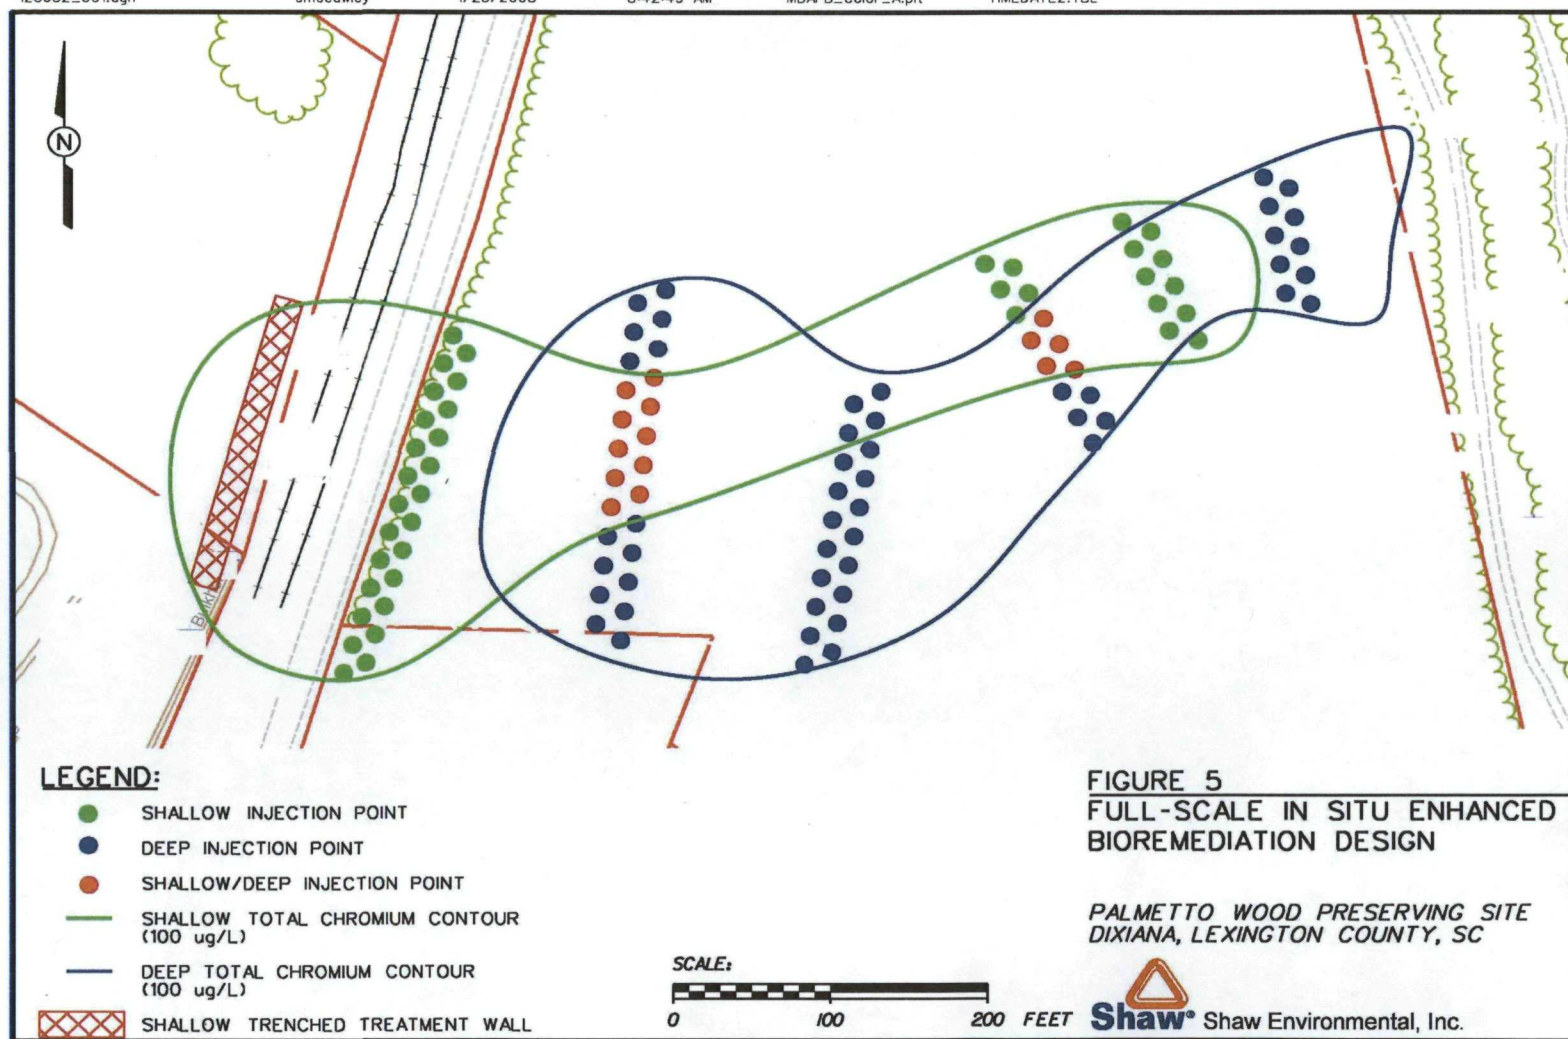 N
LEGEND:
SHALLOW INJECTION POINT
DEEP INJECTION POINT
SHALLOW/DEEP INJECTION POINT
SHALLOW TOTAL CHROMIUM CONTOUR
(100 ug/L)
DEEP TOTAL CHROMIUM CONTOUR
(100 ug/L)
SHALLOW TRENCHED TREATMENT WALL
SCALE:
0 100 200 FEET
FIGURE 5
FULL-SCALE IN SITU ENHANCED
BIOREMEDIATION DESIGN
PALMETTO WOOD PRESERVING SITE
DIXIANA, LEXINGTON COUNTY, SC
Shaw® Shaw Environmental, Inc.